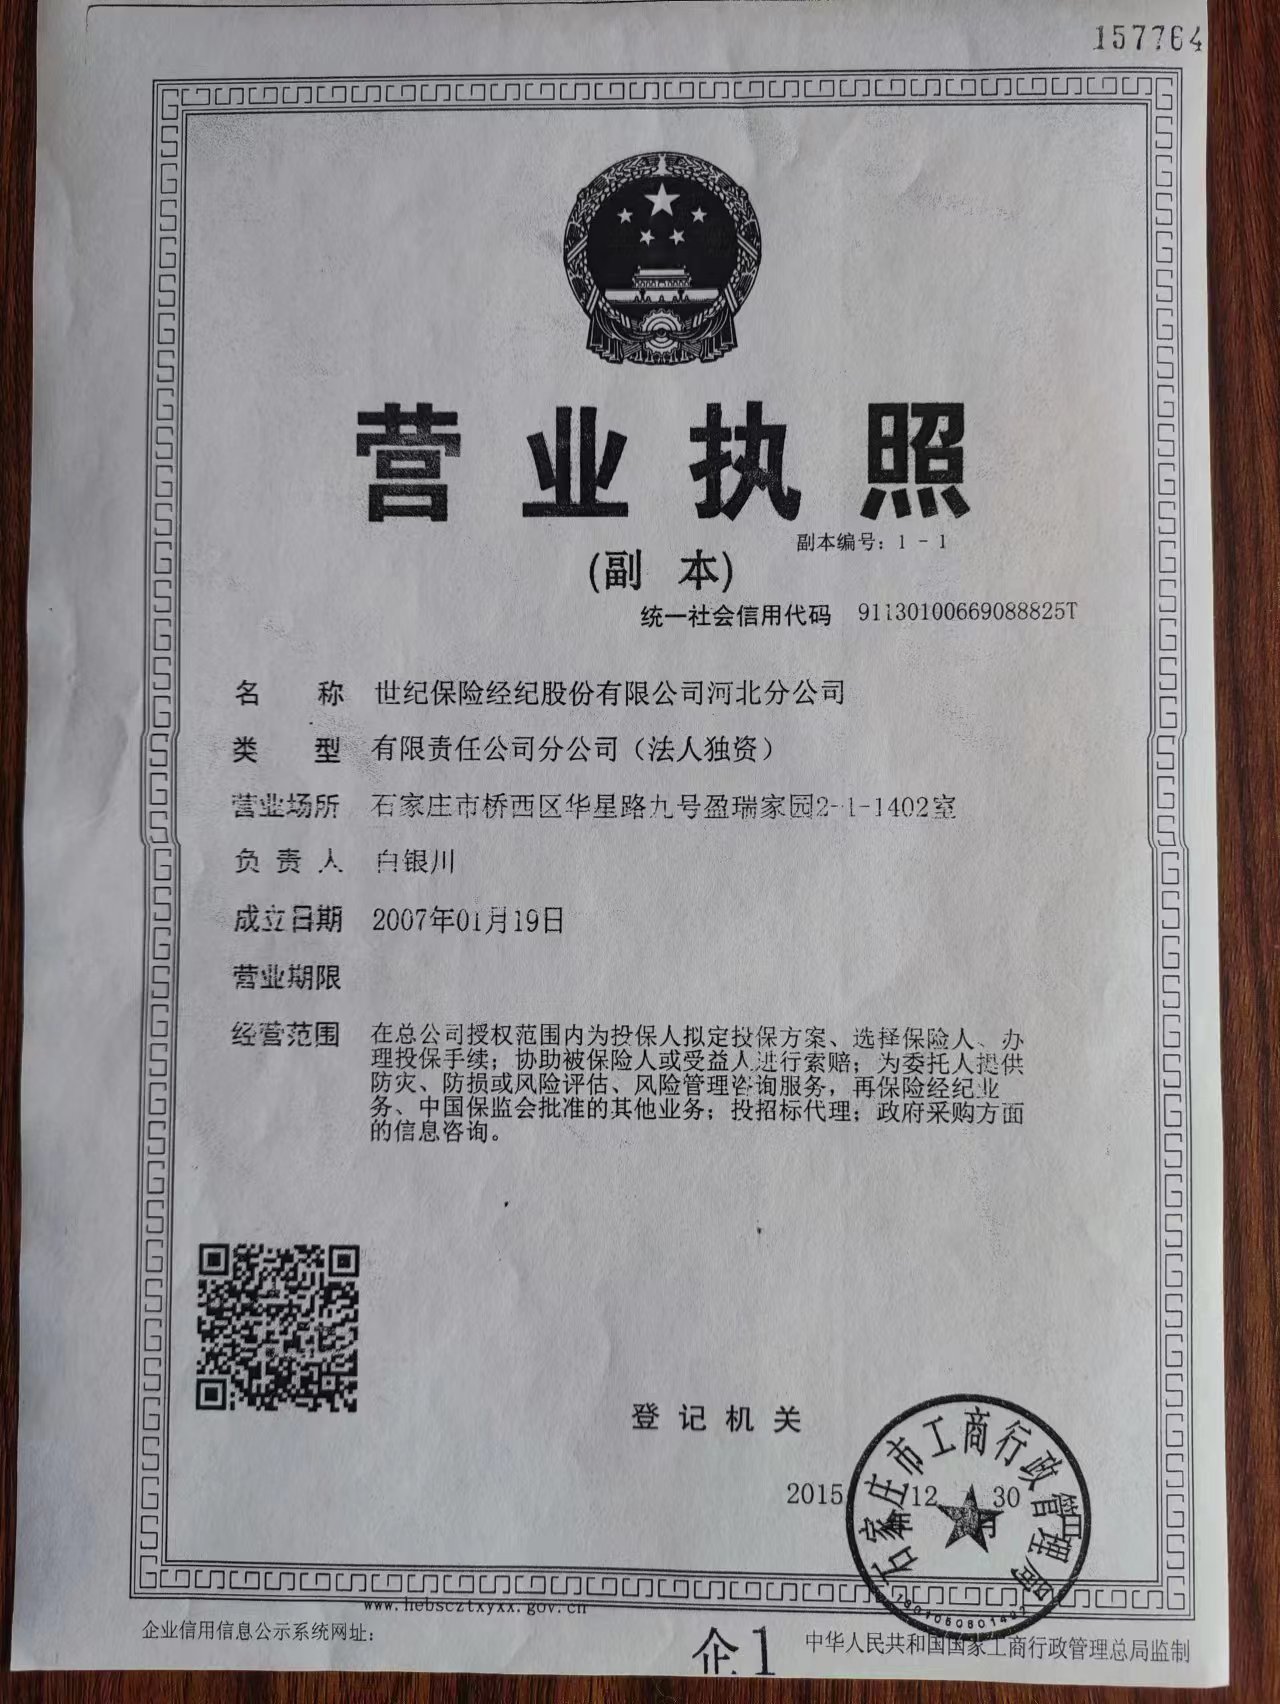 157764
营业执照
副本编号：1－1
(副 本)
统一社会信用代码 91130100669088825T
名 称 世纪保险经纪股份有限公司河北分公司
类 型 有限责任公司分公司（法人独资）
营业场所 石家庄市桥西区华星路九号盈瑞家园2-1-1402室
负 责 人 白银川
成立日期 2007年01月19日
营业期限
经营范围 在总公司授权范围内为投保人拟定投保方案、选择保险人、办
理投保手续；协助被保险人或受益人进行索赔；为委托人提供
防灾、防损或风险评估、风险管理咨询服务，再保险经纪业
务、中国保监会批准的其他业务；投招标代理；政府采购方面
的信息咨询。
登记机关
2015年12月30日
石家庄市工商行政管理局
www.hebscztxyxx.gov.cn
企业信用信息公示系统网址：
企1
中华人民共和国国家工商行政管理总局监制